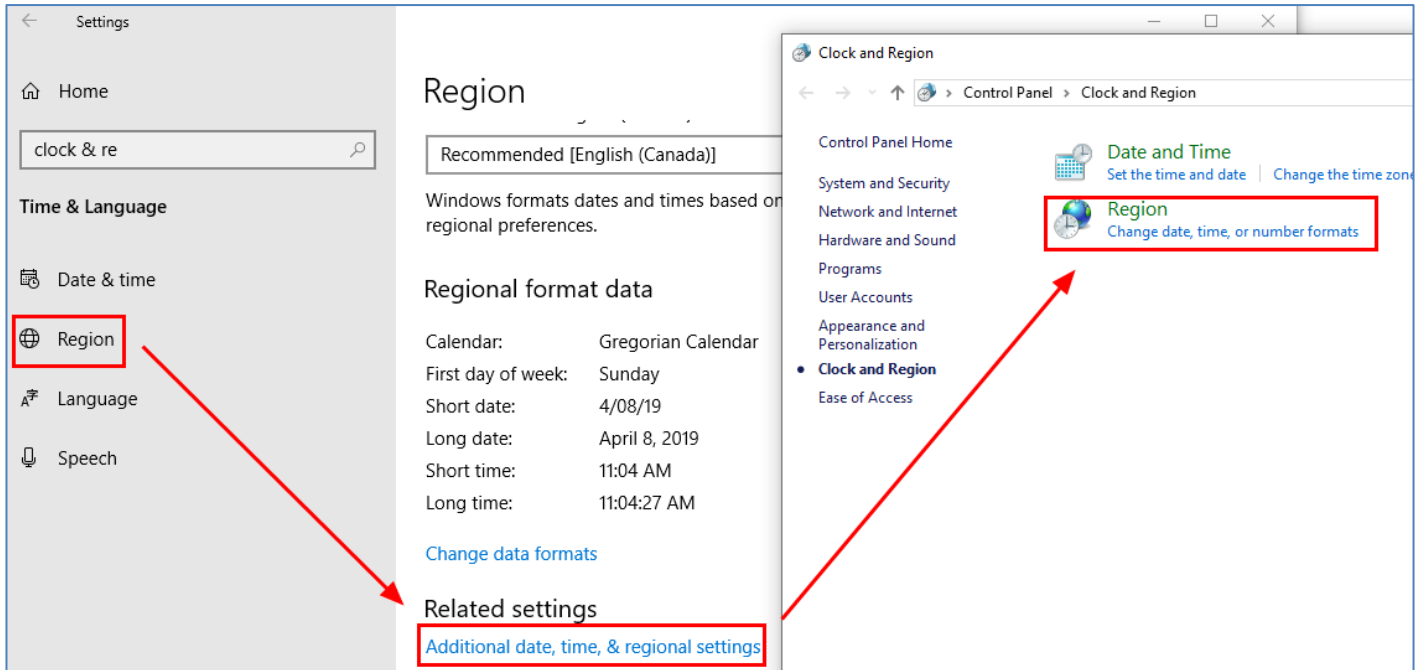 Settings
Home
clock & re
Time & Language
Date & time
Region
Language
Speech
Region
Recommended [English (Canada)]
Windows formats dates and times based on
regional preferences.
Regional format data
Calendar: Gregorian Calendar
First day of week: Sunday
Short date: 4/08/19
Long date: April 8, 2019
Short time: 11:04 AM
Long time: 11:04:27 AM
Change data formats
Related settings
Additional date, time, & regional settings
Clock and Region
Control Panel > Clock and Region
Control Panel Home
System and Security
Network and Internet
Hardware and Sound
Programs
User Accounts
Appearance and
Personalization
Clock and Region
Ease of Access
Date and Time
Set the time and date Change the time zone
Region
Change date, time, or number formats